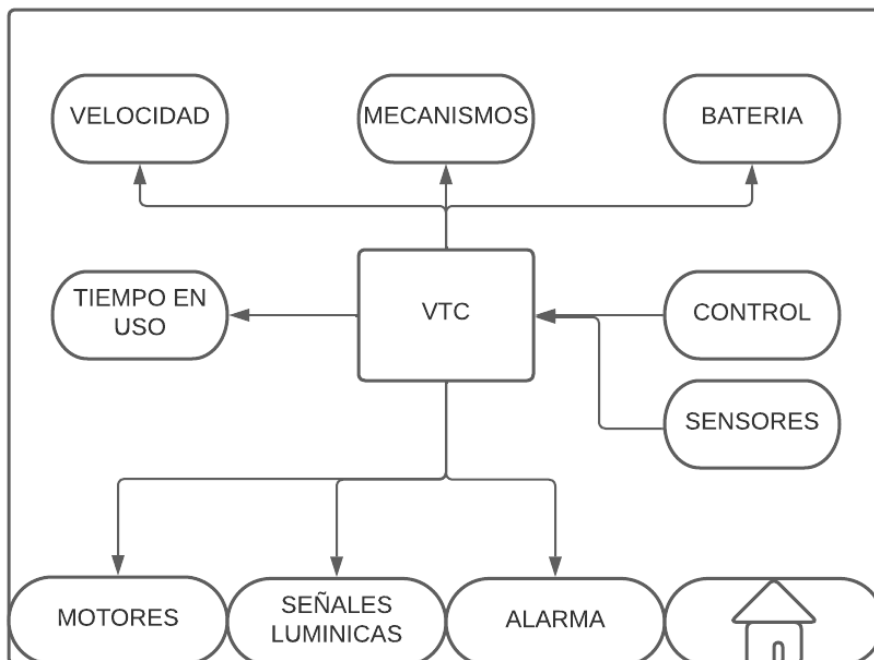 VELOCIDAD
MECANISMOS
BATERIA
TIEMPO EN
USO
VTC
CONTROL
SENSORES
MOTORES
SEÑALES
LUMINICAS
ALARMA